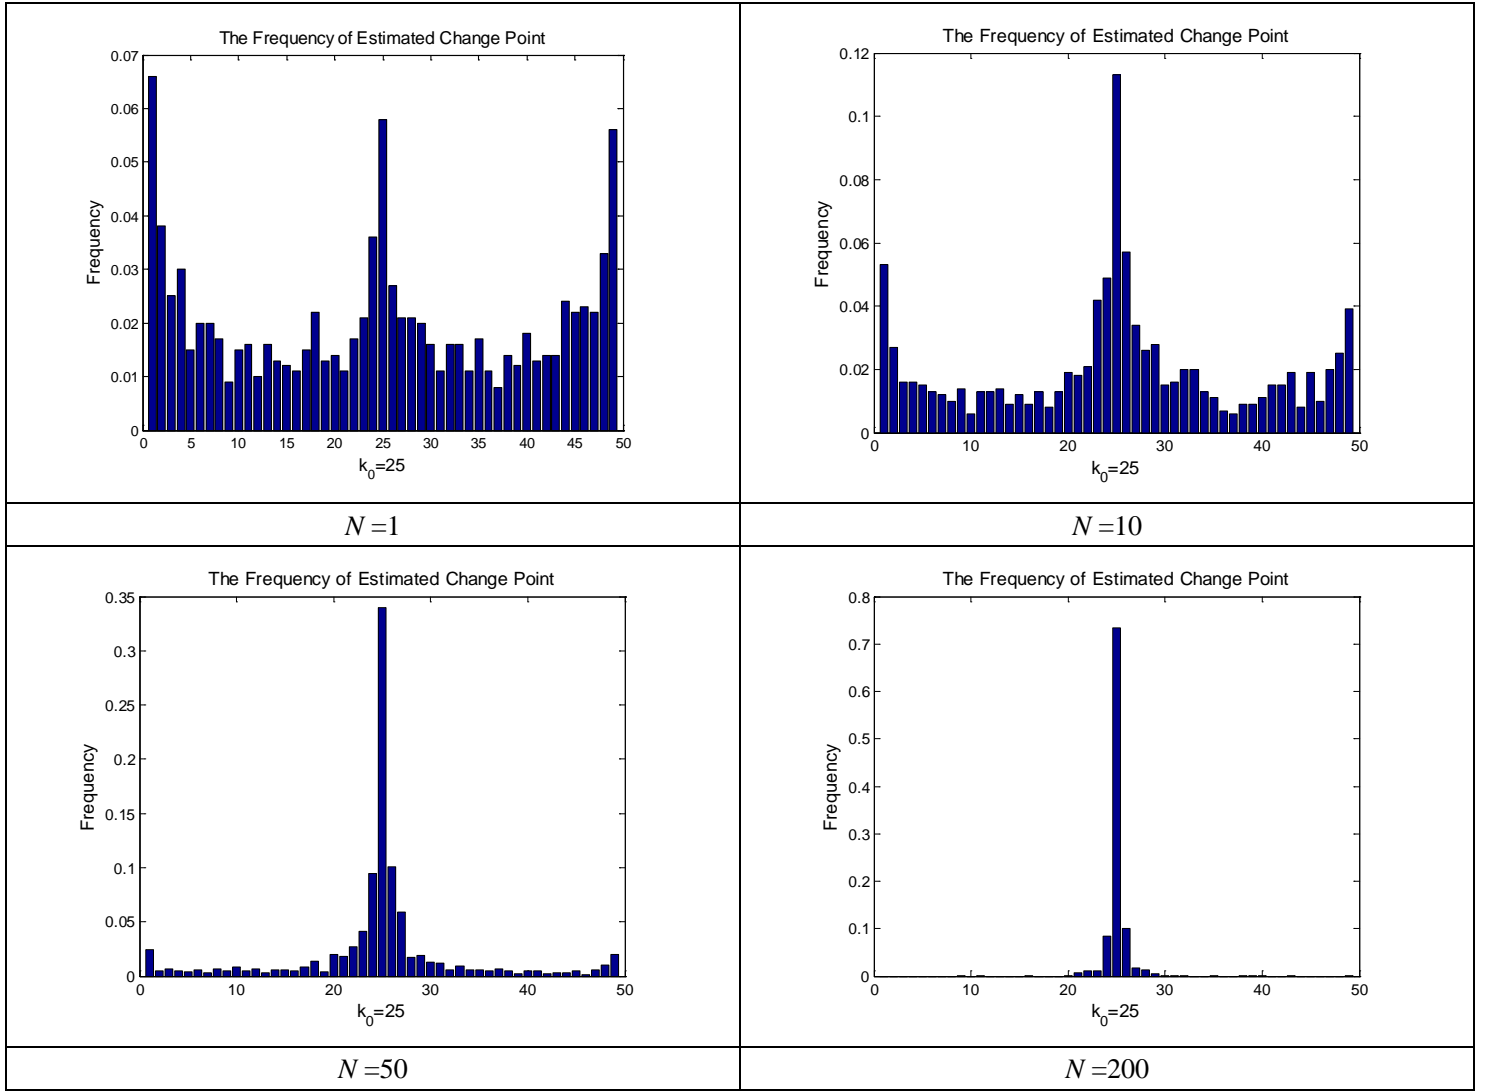 The Frequency of Estimated Change Point
0.07
0.06
0.05
0.04
0.03
0.02
0.01
0
Frequency
0 5 10 15 20 25 30 35 40 45 50
k0=25
N =1
The Frequency of Estimated Change Point
0.12
0.1
0.08
0.06
0.04
0.02
0
Frequency
0 10 20 30 40 50
k0=25
N =10
The Frequency of Estimated Change Point
0.35
0.3
0.25
0.2
0.15
0.1
0.05
0
Frequency
0 10 20 30 40 50
k0=25
N =50
The Frequency of Estimated Change Point
0.8
0.7
0.6
0.5
0.4
0.3
0.2
0.1
0
Frequency
0 10 20 30 40 50
k0=25
N =200